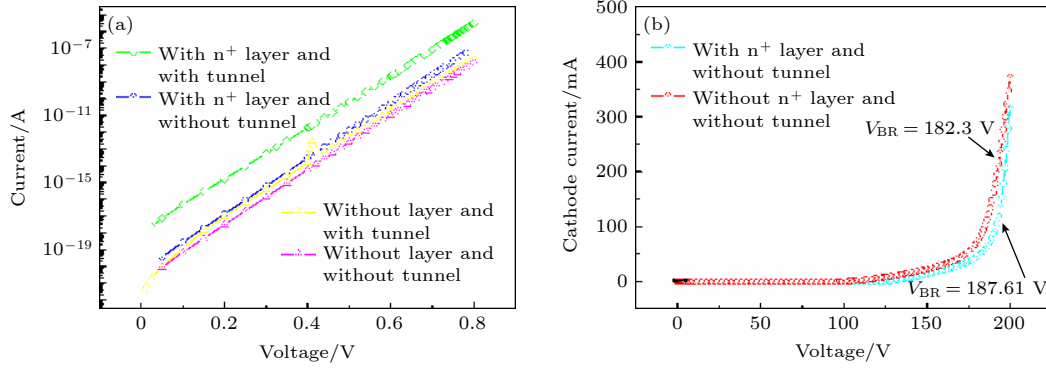 (a)
With n+ layer and
with tunnel
With n+ layer and
without tunnel
Without layer and
with tunnel
Without layer and
without tunnel
10−7
10−11
10−15
10−19
Current/A
0
0.2
0.4
0.6
0.8
Voltage/V
(b)
With n+ layer and
without tunnel
Without n+ layer and
without tunnel
VBR = 182.3 V
VBR = 187.61 V
500
400
300
200
100
0
Cathode current/mA
0
50
100
150
200
Voltage/V